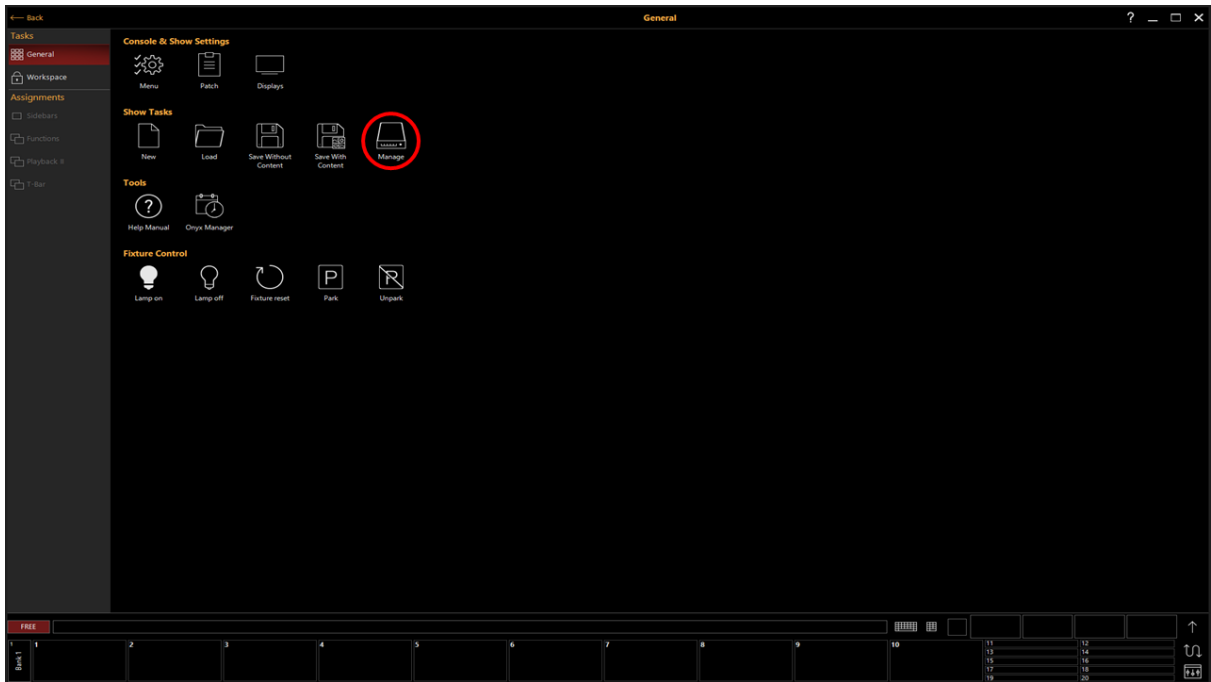 ← Back
General
?
Tasks
General
Workspace
Assignments
Sidebars
Functions
Playback II
T-Bar
Console & Show Settings
Menu
Patch
Displays
Show Tasks
New
Load
Save Without
Content
Save With
Content
Manage
Tools
?
Help Manual
Onyx Manager
Fixture Control
P
R
Lamp on
Lamp off
Fixture reset
Park
Unpark
FREE
1
Bank 1
1
2
3
4
5
6
7
8
9
10
11
12
13
14
15
16
17
18
19
20